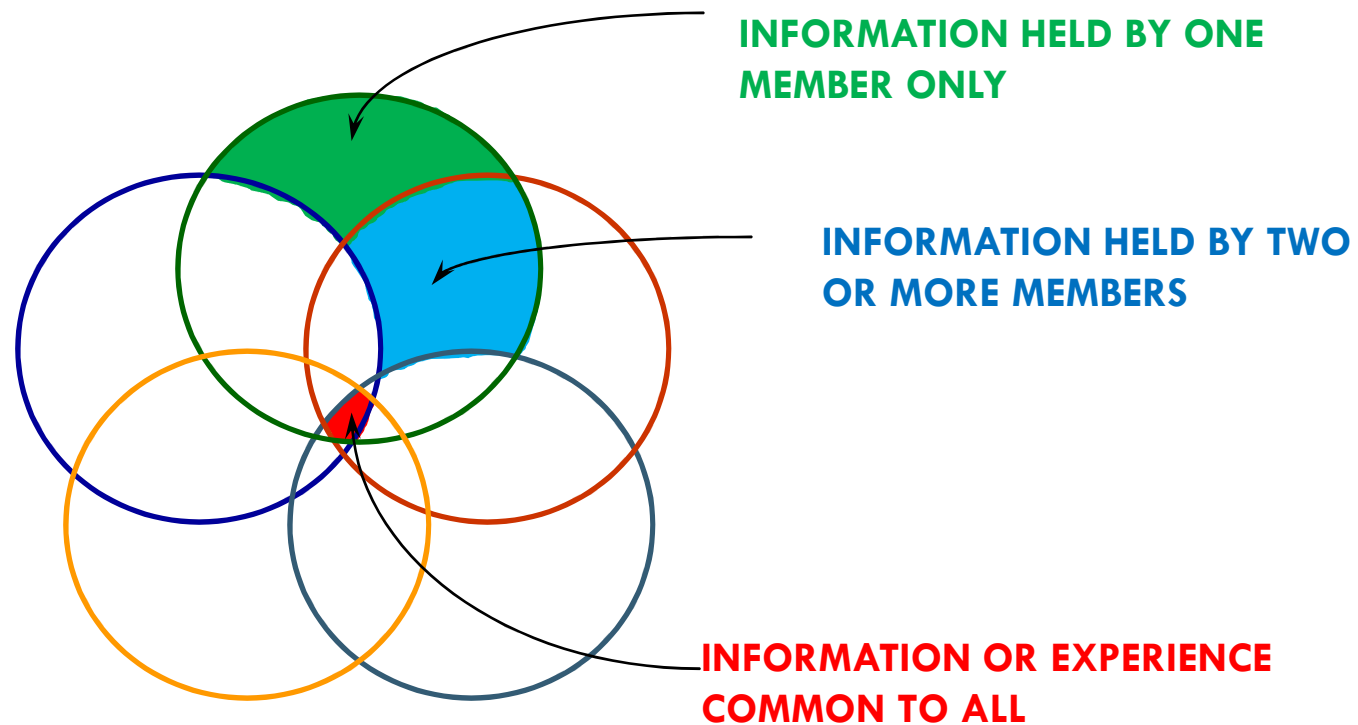 INFORMATION HELD BY ONE
MEMBER ONLY
INFORMATION HELD BY TWO
OR MORE MEMBERS
INFORMATION OR EXPERIENCE
COMMON TO ALL